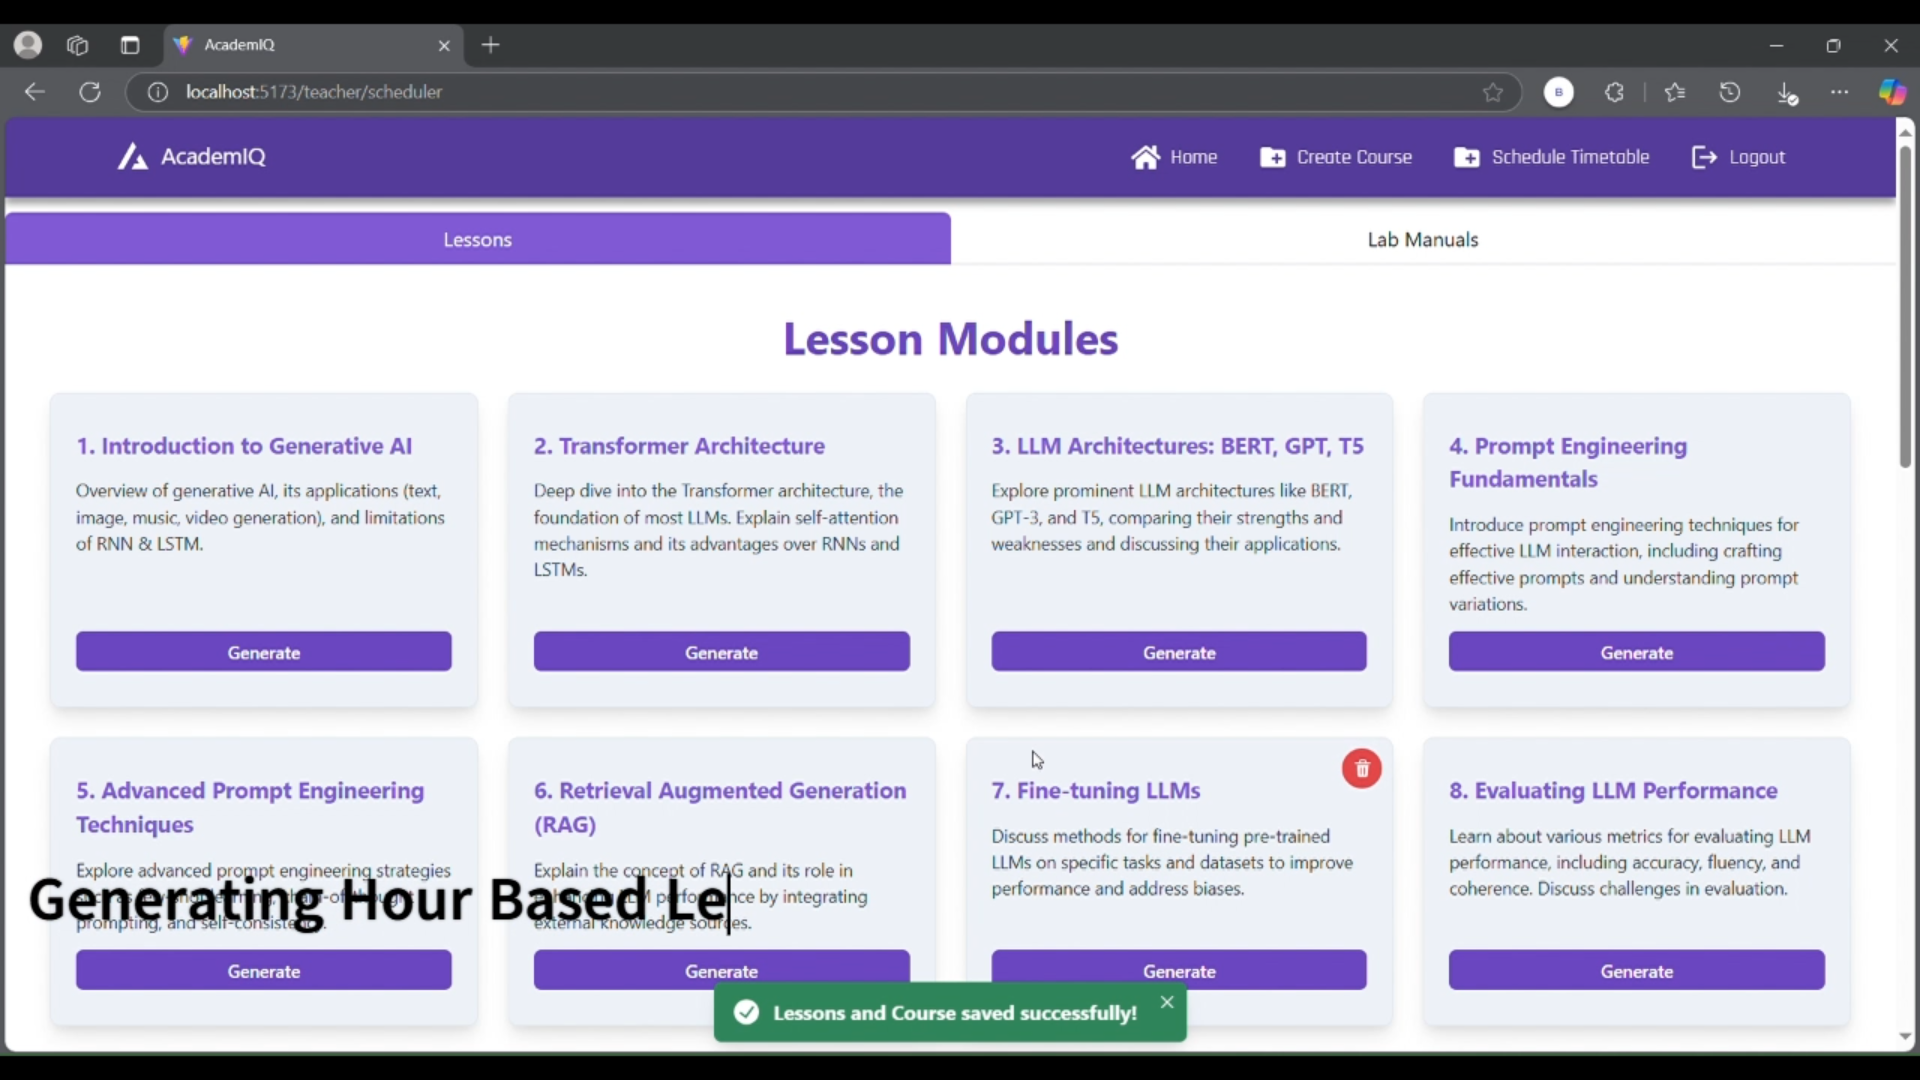 AcademIQ
localhost:5173/teacher/scheduler
B
AcademIQ
Home
Create Course
Schedule Timetable
Logout
Lessons
Lab Manuals
Lesson Modules
1. Introduction to Generative AI
Overview of generative AI, its applications (text,
image, music, video generation), and limitations
of RNN & LSTM.
Generate
2. Transformer Architecture
Deep dive into the Transformer architecture, the
foundation of most LLMs. Explain self-attention
mechanisms and its advantages over RNNs and
LSTMs.
Generate
3. LLM Architectures: BERT, GPT, T5
Explore prominent LLM architectures like BERT,
GPT-3, and T5, comparing their strengths and
weaknesses and discussing their applications.
Generate
4. Prompt Engineering
Fundamentals
Introduce prompt engineering techniques for
effective LLM interaction, including crafting
effective prompts and understanding prompt
variations.
Generate
5. Advanced Prompt Engineering
Techniques
Explore advanced prompt engineering strategies
prompting, and self-consistency.
Generate
6. Retrieval Augmented Generation
(RAG)
Explain the concept of RAG and its role in
LLM performance by integrating
external knowledge sources.
Generate
7. Fine-tuning LLMs
Discuss methods for fine-tuning pre-trained
LLMs on specific tasks and datasets to improve
performance and address biases.
Generate
8. Evaluating LLM Performance
Learn about various metrics for evaluating LLM
performance, including accuracy, fluency, and
coherence. Discuss challenges in evaluation.
Generate
Generating Hour Based Le
Lessons and Course saved successfully!